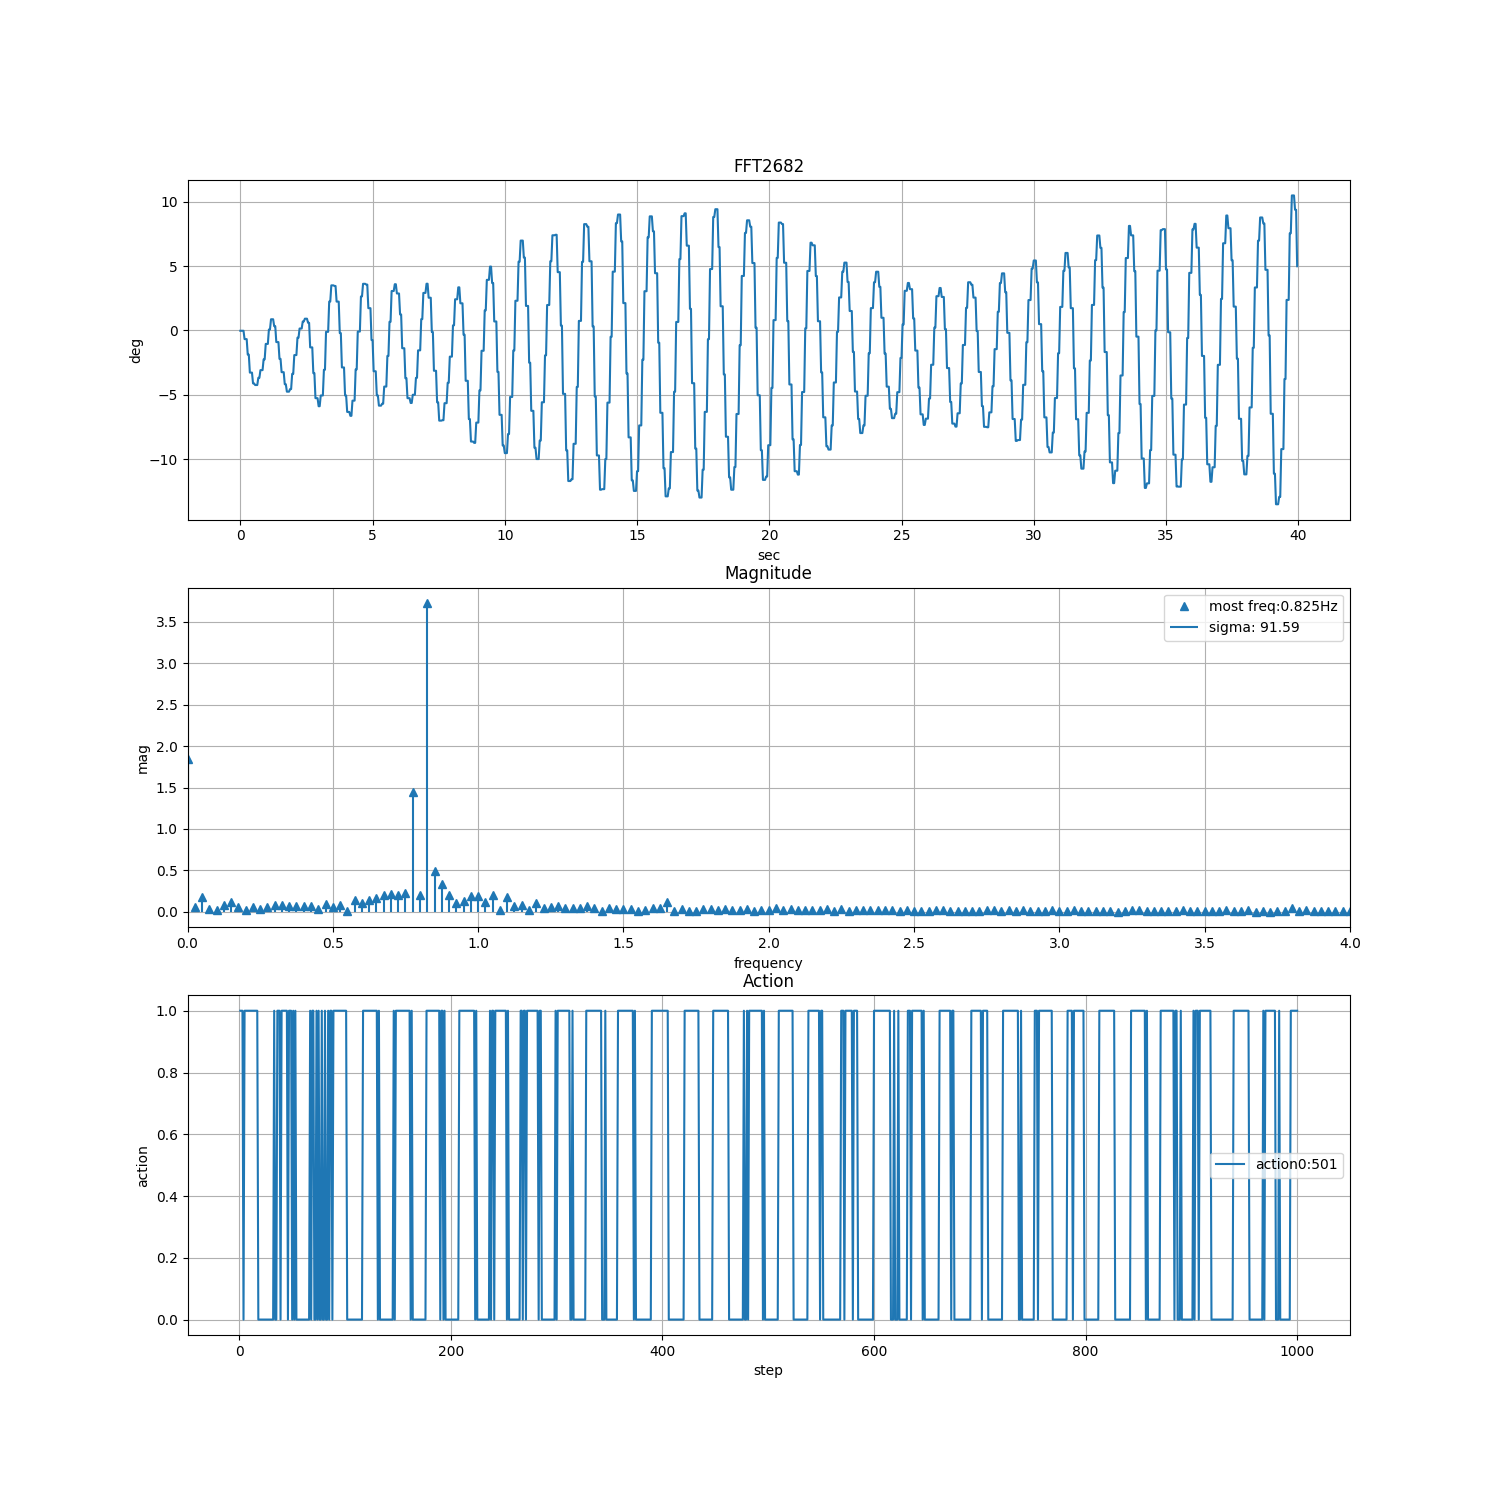 FFT2682
10
5
0
−5
−10
deg
0 5 10 15 20 25 30 35 40
sec
Magnitude
most freq:0.825Hz
sigma: 91.59
3.5
3.0
2.5
2.0
1.5
1.0
0.5
0.0
mag
0.0 0.5 1.0 1.5 2.0 2.5 3.0 3.5 4.0
frequency
Action
1.0
0.8
0.6
0.4
0.2
0.0
action
action0:501
0 200 400 600 800 1000
step